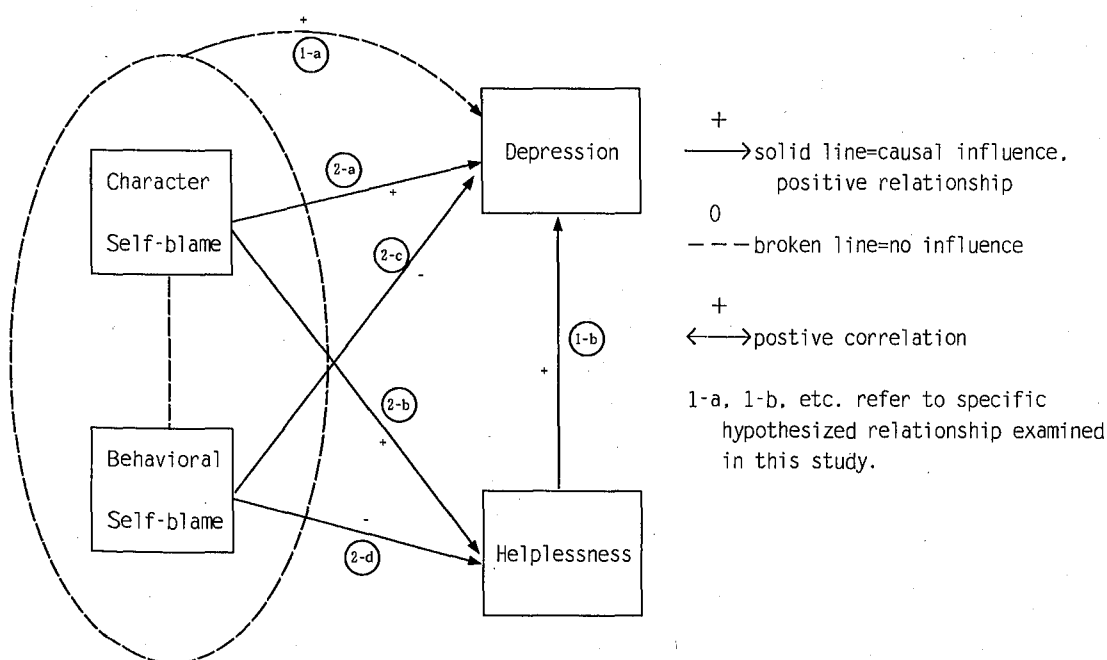 +
1-a
Depression
Character
Self-blame
2-a
+
2-c
-
1-b
+
2-b
+
Behavioral
Self-blame
-
2-d
Helplessness
+
solid line=causal influence,
positive relationship
0
broken line=no influence
+
postive correlation
1-a, 1-b, etc. refer to specific
hypothesized relationship examined
in this study.